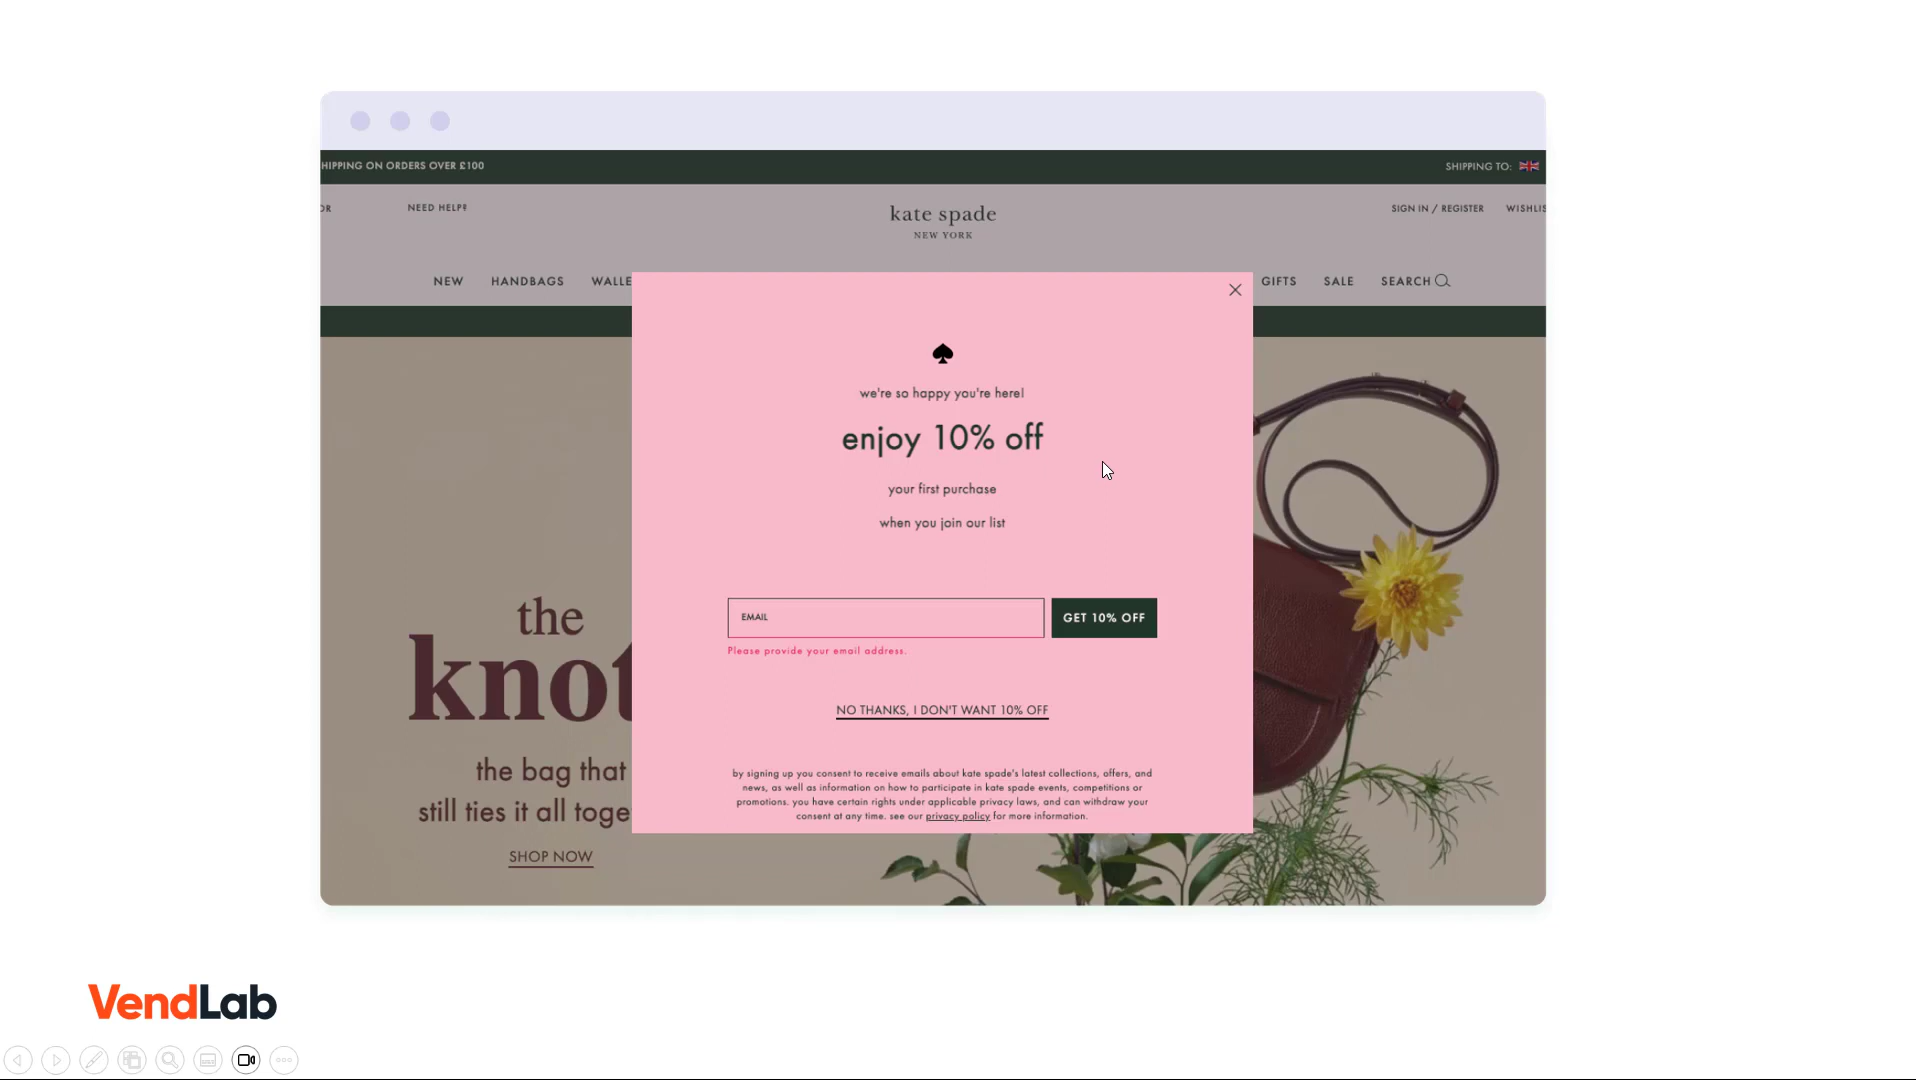 HIPPING ON ORDERS OVER £100
SHIPPING TO:
OR
NEED HELP?
kate spade
NEW YORK
SIGN IN / REGISTER
WISHLIS
NEW
HANDBAGS
WALLE
GIFTS
SALE
SEARCH
we're so happy you're here!
enjoy 10% off
your first purchase
when you join our list
EMAIL
GET 10% OFF
Please provide your email address.
NO THANKS, I DON'T WANT 10% OFF
by signing up you consent to receive emails about kate spade's latest collections, offers, and
news, as well as information on how to participate in kate spade events, competitions or
promotions. you have certain rights under applicable privacy laws, and can withdraw your
consent at any time. see our privacy policy for more information.
the
knot
the bag that
still ties it all toge
SHOP NOW
VendLab